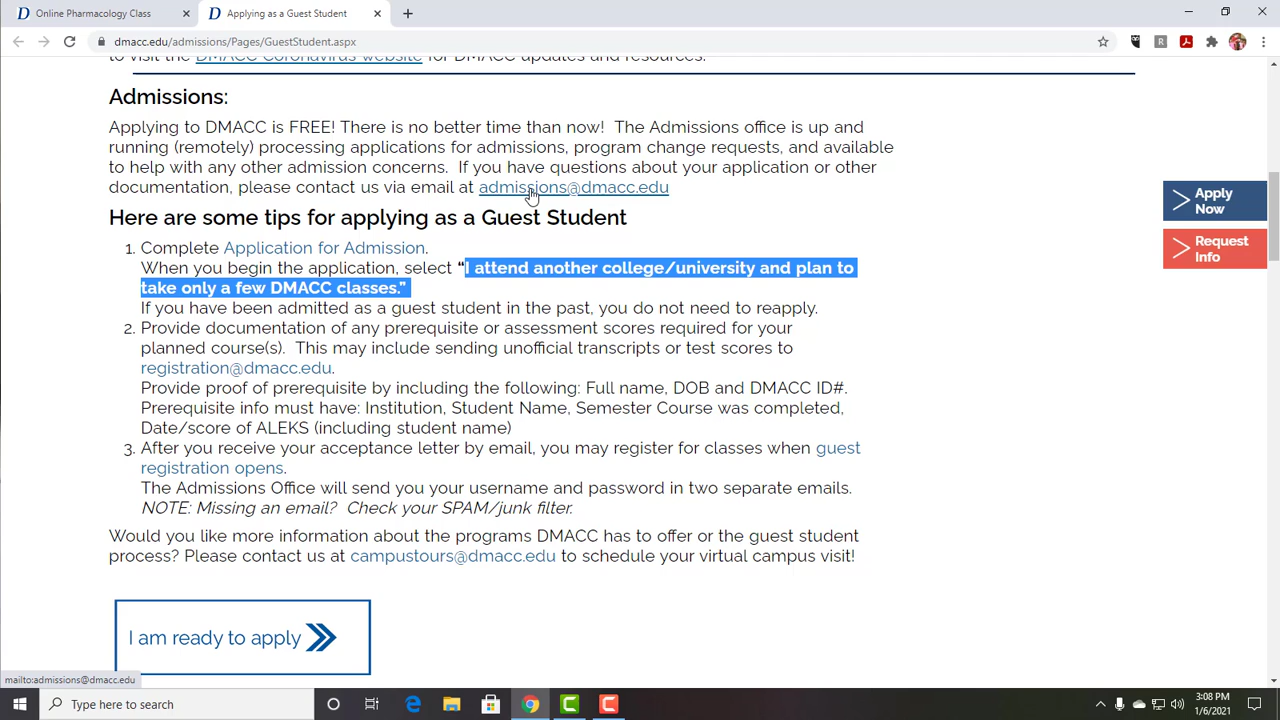 Online Pharmacology Class
Applying as a Guest Student
dmacc.edu/admissions/Pages/GuestStudent.aspx
to visit the DMACC Coronavirus website for DMACC updates and resources.
Admissions:
Applying to DMACC is FREE! There is no better time than now! The Admissions office is up and
running (remotely) processing applications for admissions, program change requests, and available
to help with any other admission concerns. If you have questions about your application or other
documentation, please contact us via email at admissions@dmacc.edu
Here are some tips for applying as a Guest Student
1. Complete Application for Admission.
When you begin the application, select “I attend another college/university and plan to
take only a few DMACC classes.”
If you have been admitted as a guest student in the past, you do not need to reapply.
2. Provide documentation of any prerequisite or assessment scores required for your
planned course(s). This may include sending unofficial transcripts or test scores to
registration@dmacc.edu.
Provide proof of prerequisite by including the following: Full name, DOB and DMACC ID#.
Prerequisite info must have: Institution, Student Name, Semester Course was completed,
Date/score of ALEKS (including student name)
3. After you receive your acceptance letter by email, you may register for classes when guest
registration opens.
The Admissions Office will send you your username and password in two separate emails.
NOTE: Missing an email? Check your SPAM/junk filter.
Would you like more information about the programs DMACC has to offer or the guest student
process? Please contact us at campustours@dmacc.edu to schedule your virtual campus visit!
I am ready to apply
Apply
Now
Request
Info
mailto:admissions@dmacc.edu
Type here to search
3:08 PM
1/6/2021